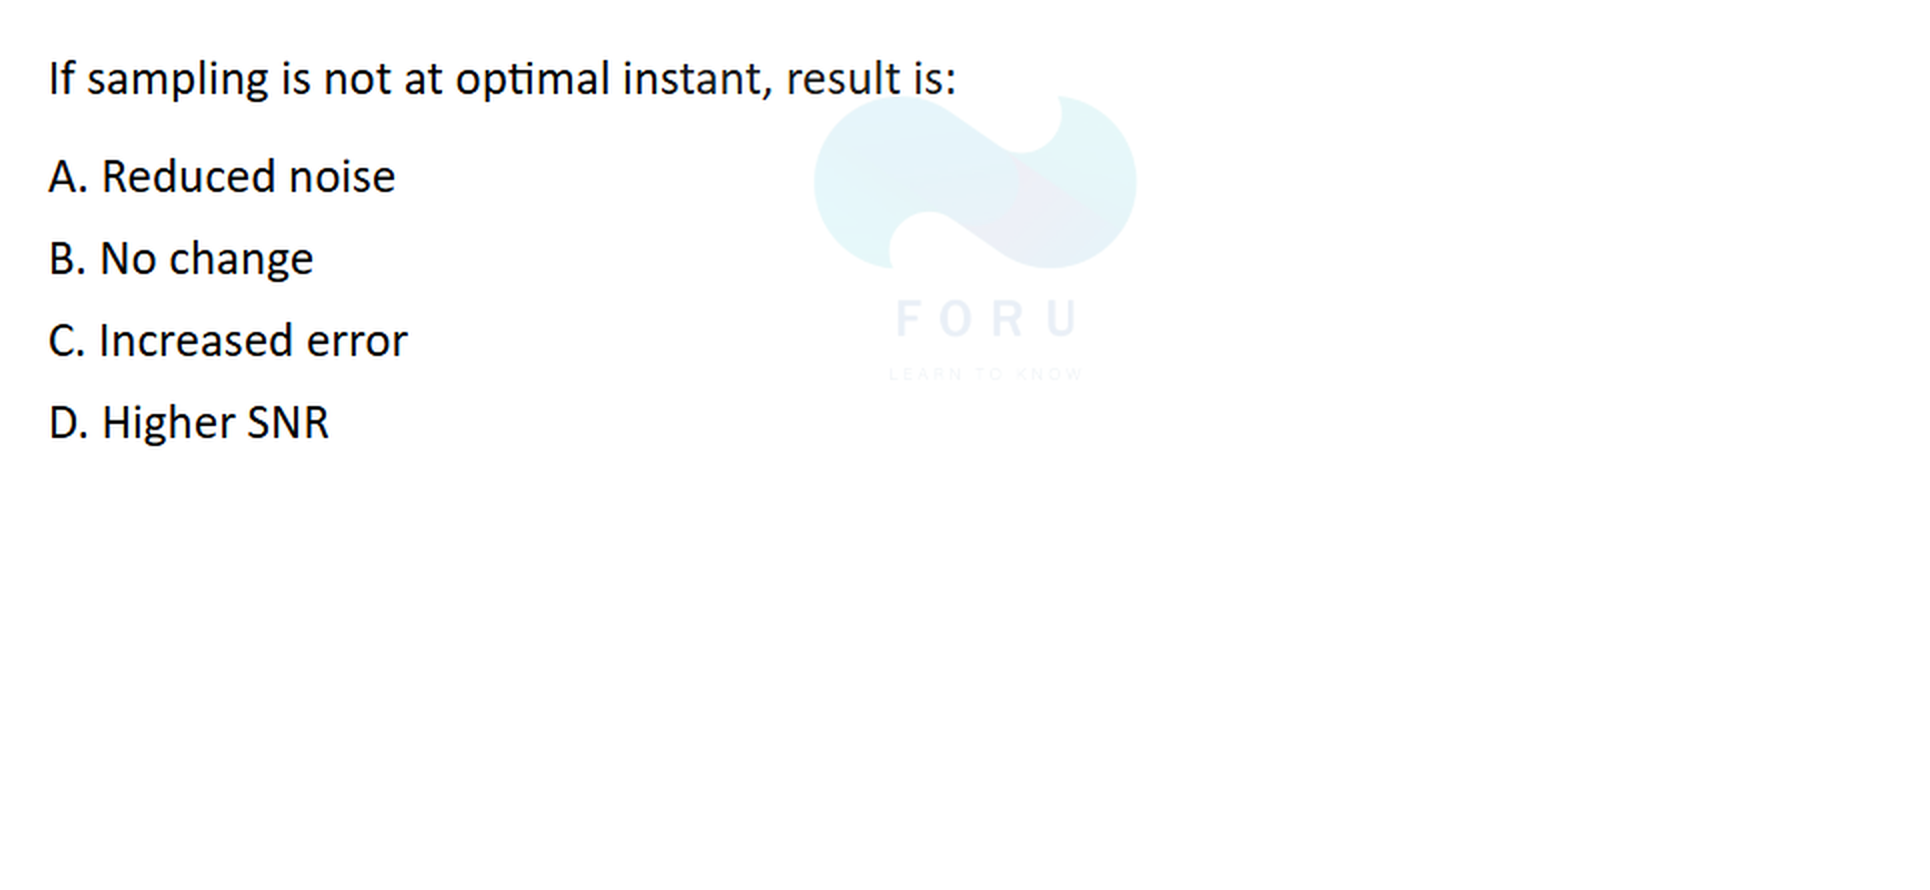 If sampling is not at optimal instant, result is:
A. Reduced noise
B. No change
C. Increased error
D. Higher SNR
FORU
LEARN TO KNOW